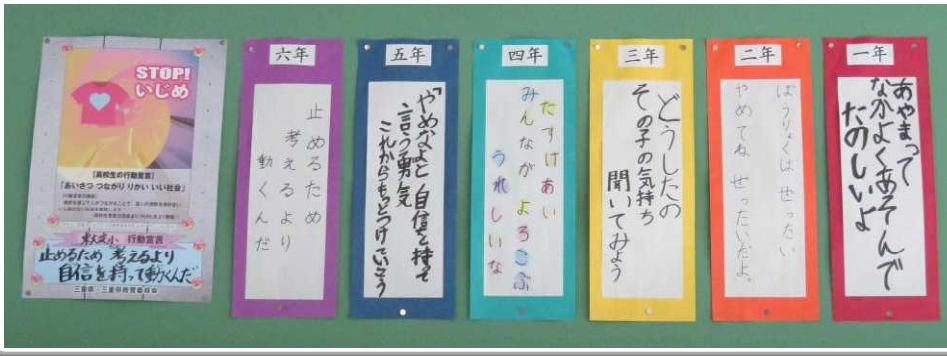 STOP!
いじめ
【高校生の行動宣言】
「あいさつ つながり りかい いい社会」
東大淀小 行動宣言
止めるため 考えるより
自信を持って動くんだ
三重県・三重県教育委員会
六年
止めるため
考えるより
動くんだ
五年
「やめなよ」と自信を持って
言う勇気
これからもっとつけていこう
四年
たすけあい
みんなが よろこぶ
うれしいな
三年
どうしたの
その子の気持ち
聞いてみよう
二年
ぼうりょくは ぜったい
やめてね ぜったいだよ。
一年
あやまって
なかよくあそんで
たのしいよ